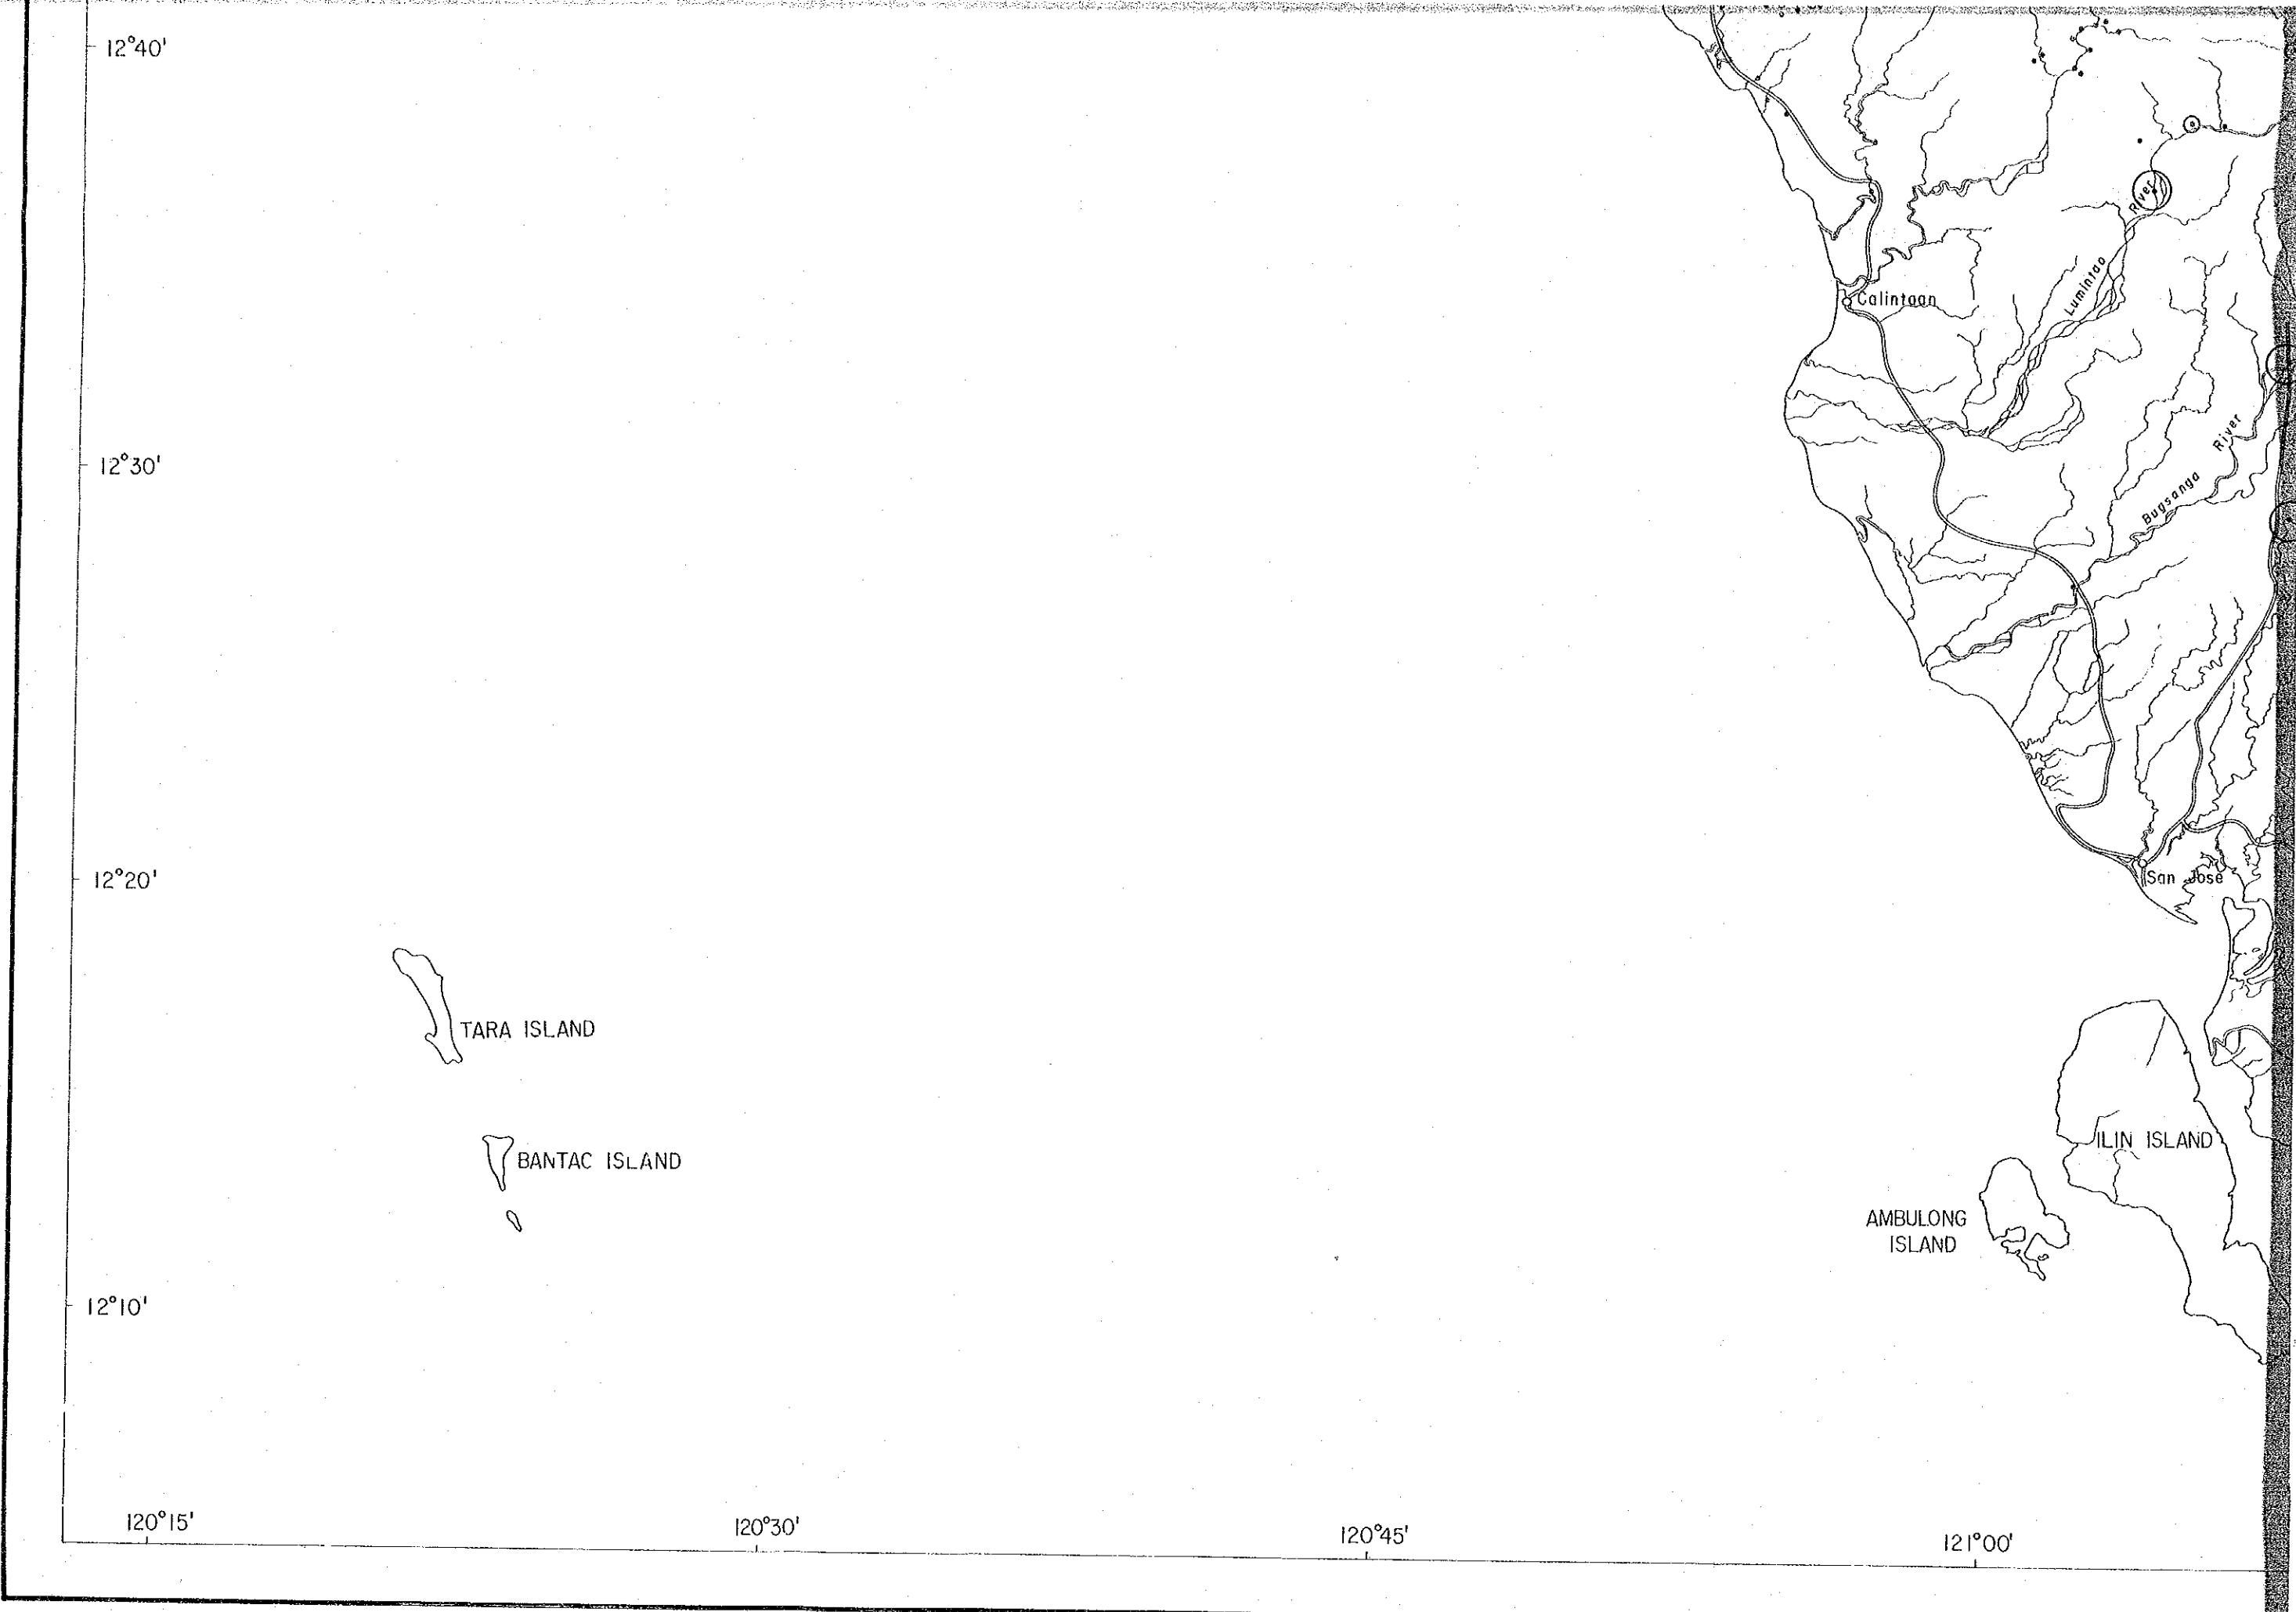 12°40'
River
Lumintao
Calintaan
12°30'
River
Bugsanga
12°20'
San Jose
TARA ISLAND
BANTAC ISLAND
ILIN ISLAND
AMBULONG
ISLAND
12°10'
120°15'
120°30'
120°45'
121°00'